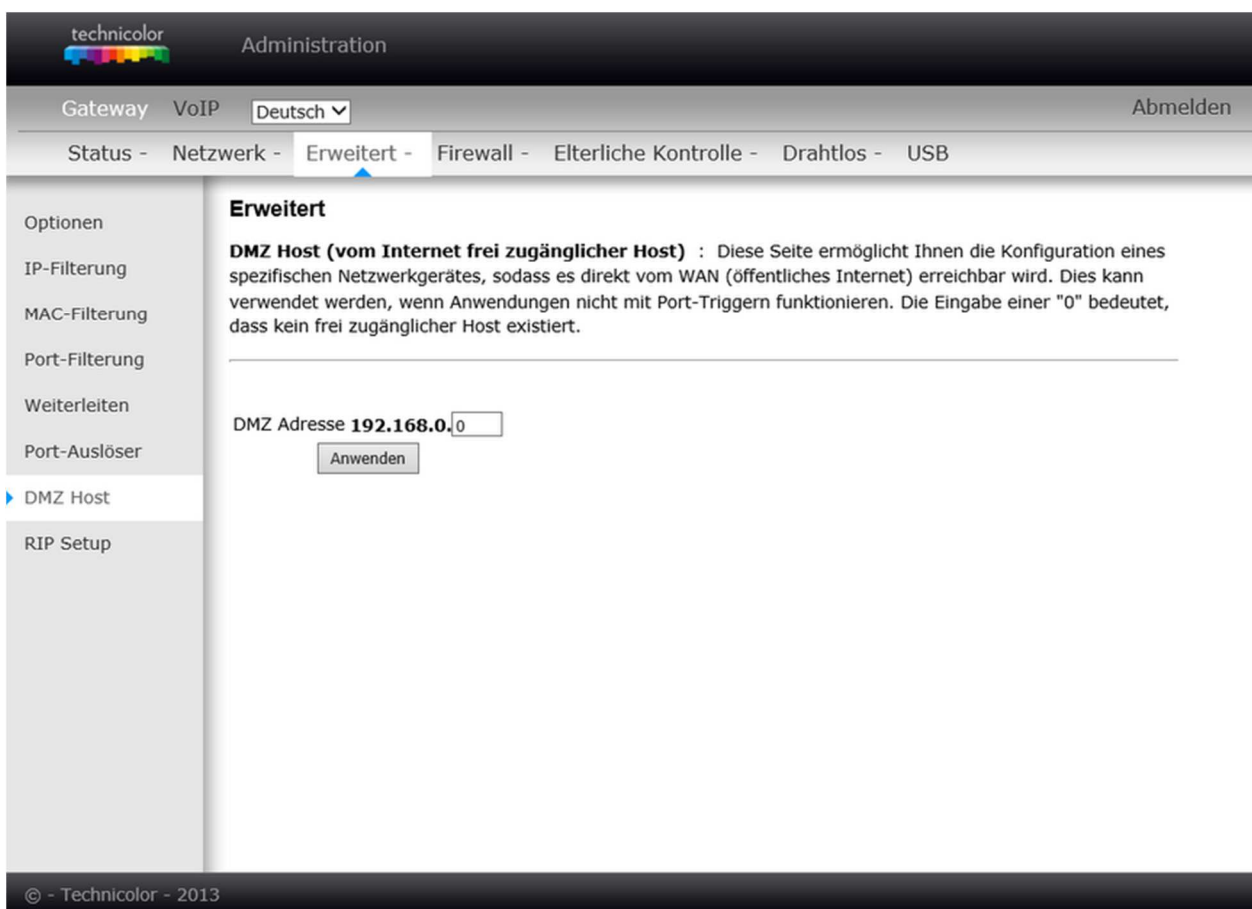 technicolor
Administration
Gateway VoIP Deutsch Abmelden
Status - Netzwerk - Erweitert - Firewall - Elterliche Kontrolle - Drahtlos - USB
Optionen
IP-Filterung
MAC-Filterung
Port-Filterung
Weiterleiten
Port-Auslöser
DMZ Host
RIP Setup
Erweitert
DMZ Host (vom Internet frei zugänglicher Host) : Diese Seite ermöglicht Ihnen die Konfiguration eines
spezifischen Netzwerkgerätes, sodass es direkt vom WAN (öffentliches Internet) erreichbar wird. Dies kann
verwendet werden, wenn Anwendungen nicht mit Port-Triggern funktionieren. Die Eingabe einer "0" bedeutet,
dass kein frei zugänglicher Host existiert.
DMZ Adresse 192.168.0.0
Anwenden
© - Technicolor - 2013